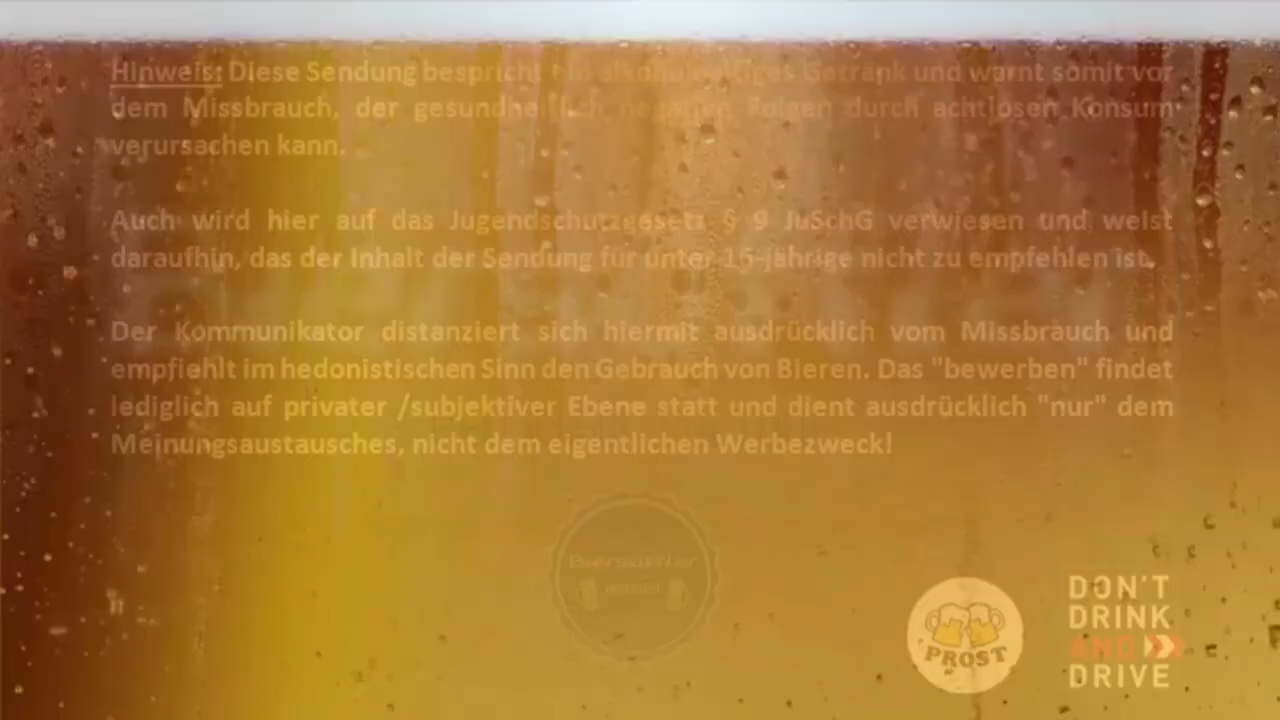 Hinweis: Diese Sendung bespricht ein alkoholhaltiges Getränk und warnt somit vor
dem Missbrauch, der gesundheitlich negative Folgen durch achtlosen Konsum
verursachen kann.
Auch wird hier auf das Jugendschutzgesetz § 9 JuSchG verwiesen und weist
daraufhin, das der Inhalt der Sendung für unter 16-jährige nicht zu empfehlen ist.
Der Kommunikator distanziert sich hiermit ausdrücklich vom Missbrauch und
empfiehlt im hedonistischen Sinn den Gebrauch von Bieren. Das "bewerben" findet
lediglich auf privater /subjektiver Ebene statt und dient ausdrücklich "nur" dem
Meinungsaustausches, nicht dem eigentlichen Werbezweck!
PROST
DON'T
DRINK
AND
DRIVE